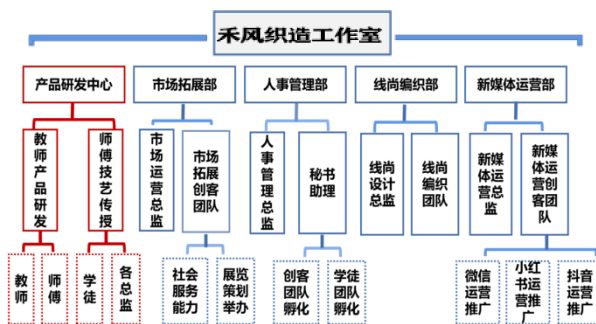 禾风织造工作室
产品研发中心
市场拓展部
人事管理部
线尚编织部
新媒体运营部
教师产品研发
师傅技艺传授
市场运营总监
市场拓展创客团队
人事管理总监
秘书助理
线尚设计总监
线尚编织团队
新媒体运总监
新媒体运创营客团队
教师
师傅
学徒
各总监
社会服务能力
展览策划举办
创客团队孵化
学徒团队孵化
微信运营推广
小红书运营推广
抖音运营推广